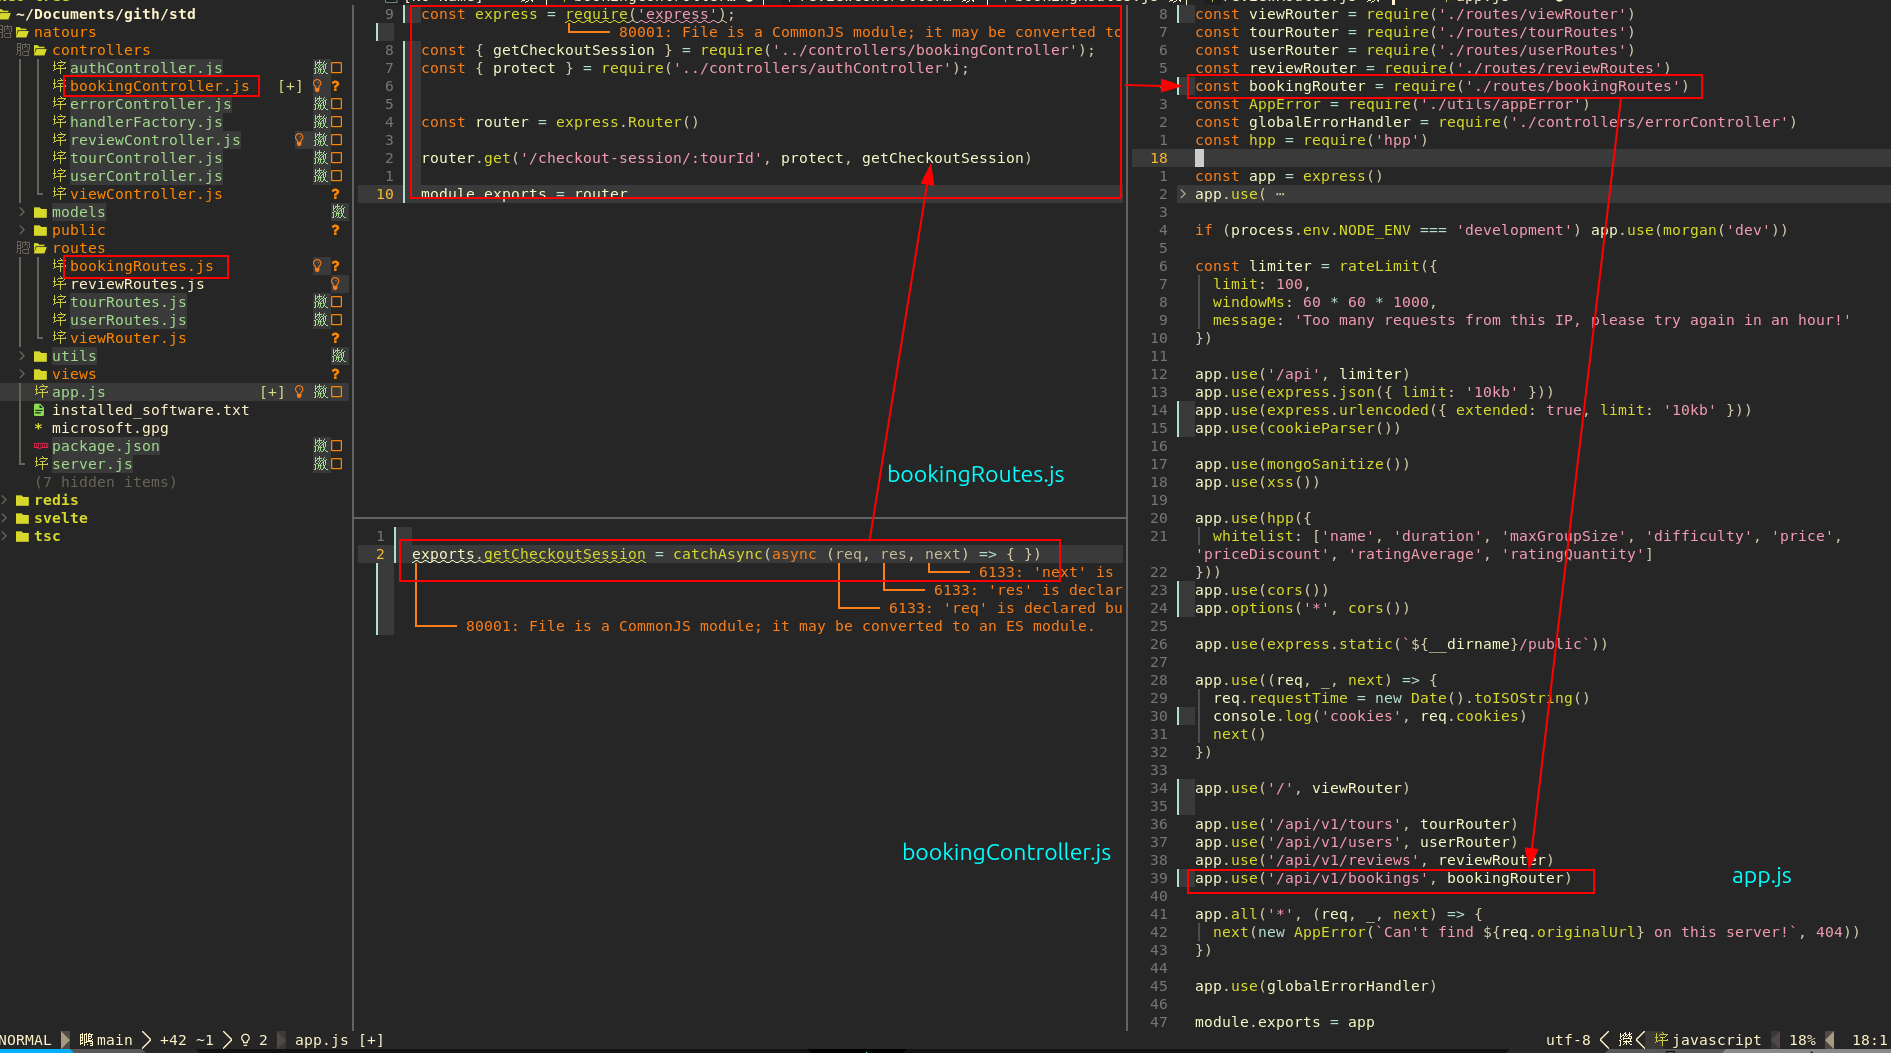 ~/Documents/gith/std
natours
controllers
authController.js
bookingController.js [+] ?
errorController.js
handlerFactory.js
reviewController.js
tourController.js
userController.js
viewController.js ?
models
public ?
routes
bookingRoutes.js ?
reviewRoutes.js
tourRoutes.js
userRoutes.js
viewRouter.js ?
utils
views ?
app.js [+]
installed_software.txt
* microsoft.gpg
package.json
server.js
(7 hidden items)
redis
svelte
tsc
9 const express = require('express');
80001: File is a CommonJS module; it may be converted to
8 const { getCheckoutSession } = require('../controllers/bookingController');
7 const { protect } = require('../controllers/authController');
6
5
4 const router = express.Router()
3
2 router.get('/checkout-session/:tourId', protect, getCheckoutSession)
1
10 module.exports = router
bookingRoutes.js
1
2 exports.getCheckoutSession = catchAsync(async (req, res, next) => { })
6133: 'next' is
6133: 'res' is declar
6133: 'req' is declared bu
80001: File is a CommonJS module; it may be converted to an ES module.
bookingController.js
8 const viewRouter = require('./routes/viewRouter')
7 const tourRouter = require('./routes/tourRoutes')
6 const userRouter = require('./routes/userRoutes')
5 const reviewRouter = require('./routes/reviewRoutes')
const bookingRouter = require('./routes/bookingRoutes')
3 const AppError = require('./utils/appError')
2 const globalErrorHandler = require('./controllers/errorController')
1 const hpp = require('hpp')
18
1 const app = express()
2 > app.use( ⋯
3
4 if (process.env.NODE_ENV === 'development') app.use(morgan('dev'))
5
6 const limiter = rateLimit({
7 limit: 100,
8 windowMs: 60 * 60 * 1000,
9 message: 'Too many requests from this IP, please try again in an hour!'
10 })
11
12 app.use('/api', limiter)
13 app.use(express.json({ limit: '10kb' }))
14 app.use(express.urlencoded({ extended: true, limit: '10kb' }))
15 app.use(cookieParser())
16
17 app.use(mongoSanitize())
18 app.use(xss())
19
20 app.use(hpp({
21 whitelist: ['name', 'duration', 'maxGroupSize', 'difficulty', 'price',
'priceDiscount', 'ratingAverage', 'ratingQuantity']
22 }))
23 app.use(cors())
24 app.options('*', cors())
25
26 app.use(express.static(`${__dirname}/public`))
27
28 app.use((req, _, next) => {
29 req.requestTime = new Date().toISOString()
30 console.log('cookies', req.cookies)
31 next()
32 })
33
34 app.use('/', viewRouter)
35
36 app.use('/api/v1/tours', tourRouter)
37 app.use('/api/v1/users', userRouter)
38 app.use('/api/v1/reviews', reviewRouter)
39 app.use('/api/v1/bookings', bookingRouter)
40
41 app.all('*', (req, _, next) => {
42 next(new AppError(`Can't find ${req.originalUrl} on this server!`, 404))
43 })
44
45 app.use(globalErrorHandler)
46
47 module.exports = app
app.js
NORMAL main +42 ~1 2 app.js [+] utf-8 javascript 18% 18:1